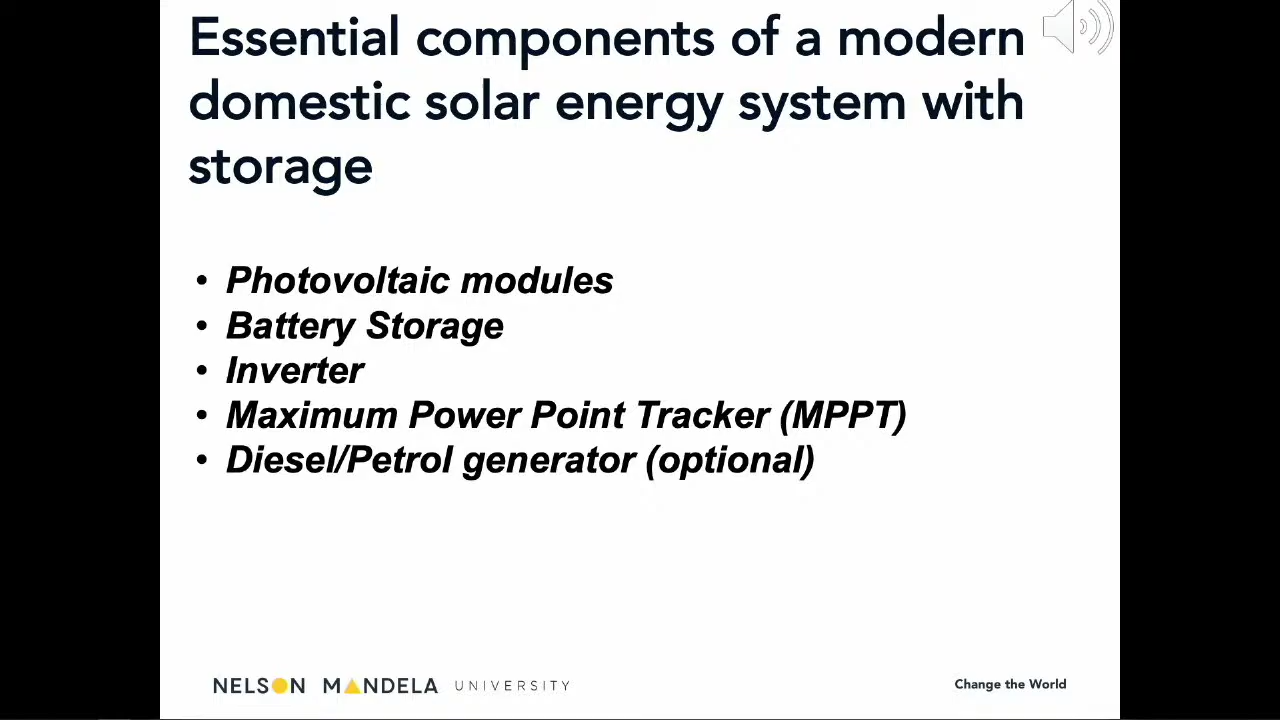 Essential components of a modern
domestic solar energy system with
storage
• Photovoltaic modules
• Battery Storage
• Inverter
• Maximum Power Point Tracker (MPPT)
• Diesel/Petrol generator (optional)
NELSON MANDELA UNIVERSITY
Change the World